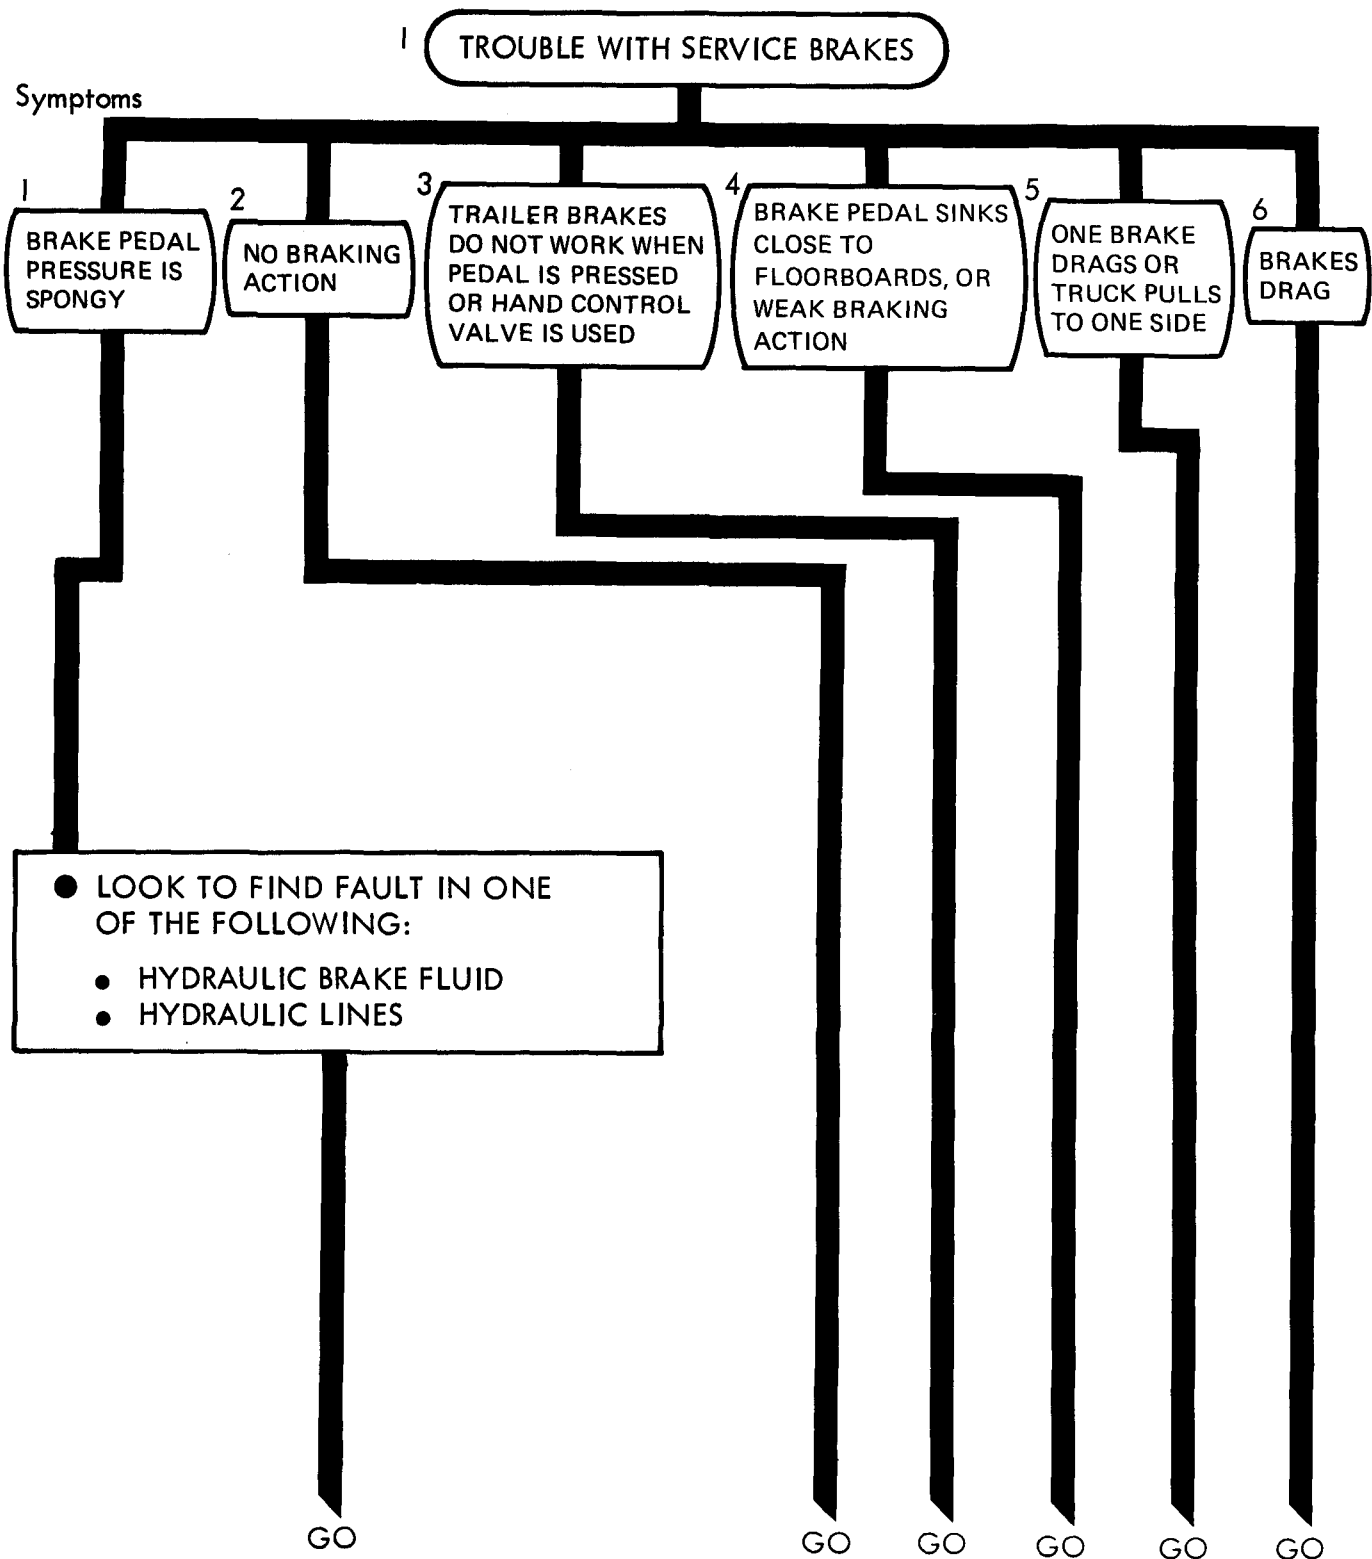 1
TROUBLE WITH SERVICE BRAKES
Symptoms
1
BRAKE PEDAL
PRESSURE IS
SPONGY
2
NO BRAKING
ACTION
3
TRAILER BRAKES
DO NOT WORK WHEN
PEDAL IS PRESSED
OR HAND CONTROL
VALVE IS USED
4
BRAKE PEDAL SINKS
CLOSE TO
FLOORBOARDS, OR
WEAK BRAKING
ACTION
5
ONE BRAKE
DRAGS OR
TRUCK PULLS
TO ONE SIDE
6
BRAKES
DRAG
● LOOK TO FIND FAULT IN ONE
OF THE FOLLOWING:
● HYDRAULIC BRAKE FLUID
● HYDRAULIC LINES
GO
GO
GO
GO
GO
GO